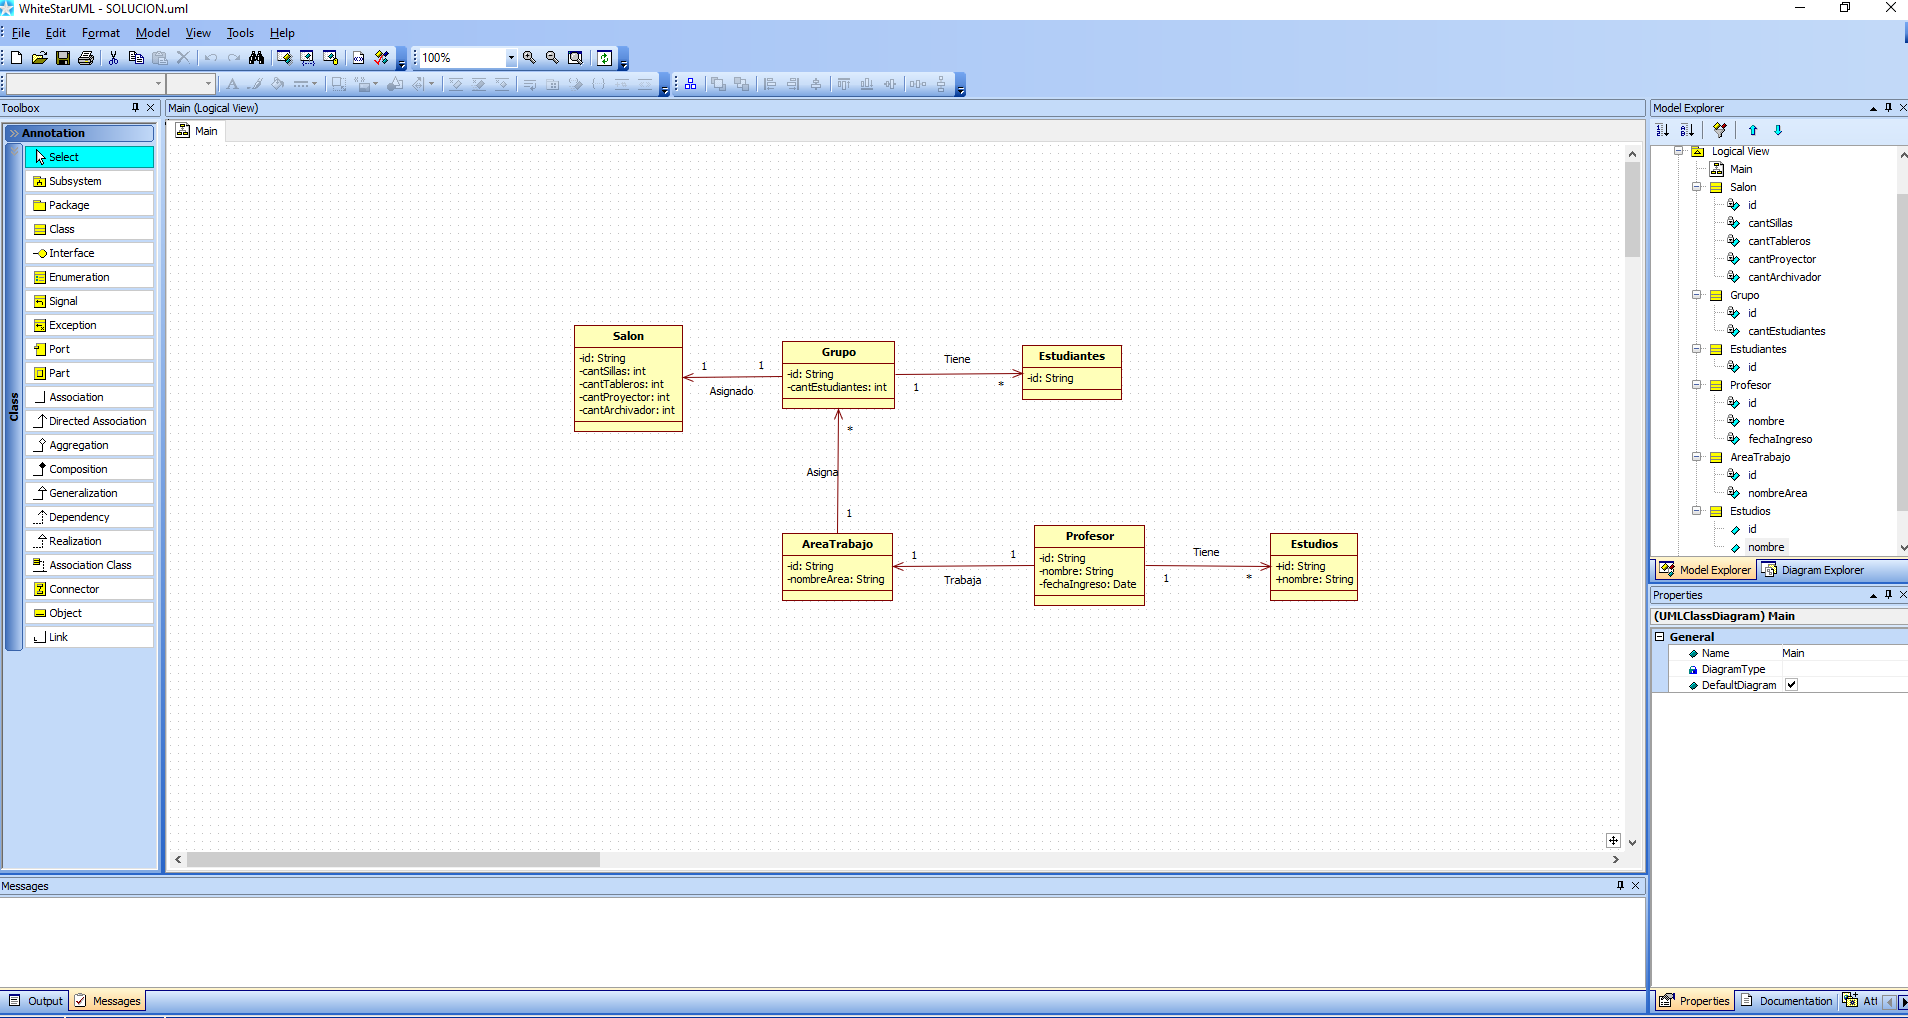 WhiteStarUML - SOLUCION.uml
File Edit Format Model View Tools Help
100%
Toolbox
Annotation
Class
Select
Subsystem
Package
Class
Interface
Enumeration
Signal
Exception
Port
Part
Association
Directed Association
Aggregation
Composition
Generalization
Dependency
Realization
Association Class
Connector
Object
Link
Main (Logical View)
Main
Salon
-id: String
-cantSillas: int
-cantTableros: int
-cantProyector: int
-cantArchivador: int
1 1
Asignado
Grupo
-id: String
-cantEstudiantes: int
Tiene
1 *
Estudiantes
-id: String
*
Asigna
1
AreaTrabajo
-id: String
-nombreArea: String
1 1
Trabaja
Profesor
-id: String
-nombre: String
-fechaIngreso: Date
Tiene
1 *
Estudios
+id: String
+nombre: String
Model Explorer
Logical View
Main
Salon
id
cantSillas
cantTableros
cantProyector
cantArchivador
Grupo
id
cantEstudiantes
Estudiantes
id
Profesor
id
nombre
fechaIngreso
AreaTrabajo
id
nombreArea
Estudios
id
nombre
Model Explorer Diagram Explorer
Properties
(UMLClassDiagram) Main
General
Name Main
DiagramType
DefaultDiagram
Properties Documentation Att
Messages
Output Messages